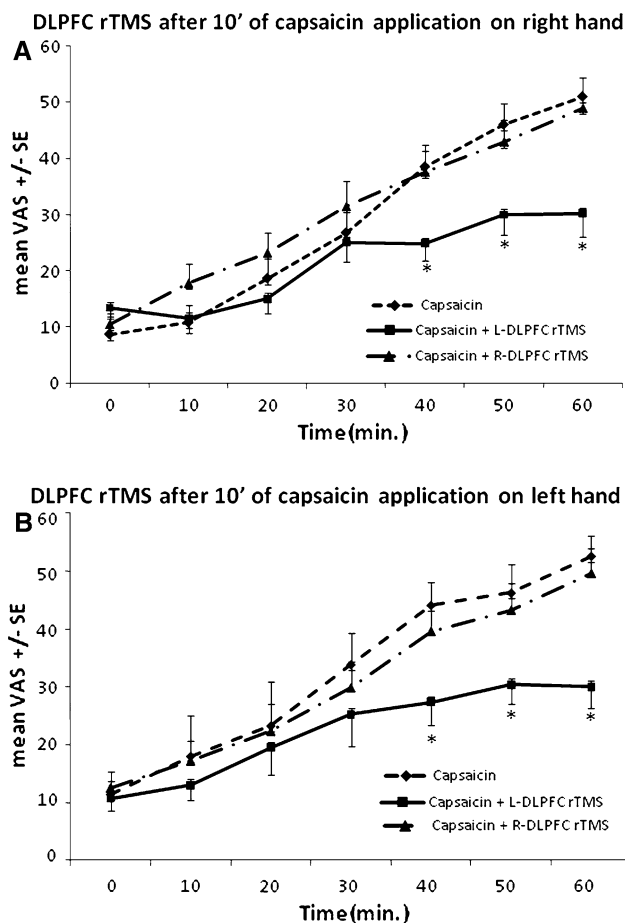 DLPFC rTMS after 10' of capsaicin application on right hand
A
60
50
40
30
20
10
0
mean VAS +/- SE
* * *
Capsaicin
Capsaicin + L-DLPFC rTMS
Capsaicin + R-DLPFC rTMS
0 10 20 30 40 50 60
Time(min.)
DLPFC rTMS after 10' of capsaicin application on left hand
B
60
50
40
30
20
10
0
mean VAS +/- SE
* * *
Capsaicin
Capsaicin + L-DLPFC rTMS
Capsaicin + R-DLPFC rTMS
0 10 20 30 40 50 60
Time(min.)